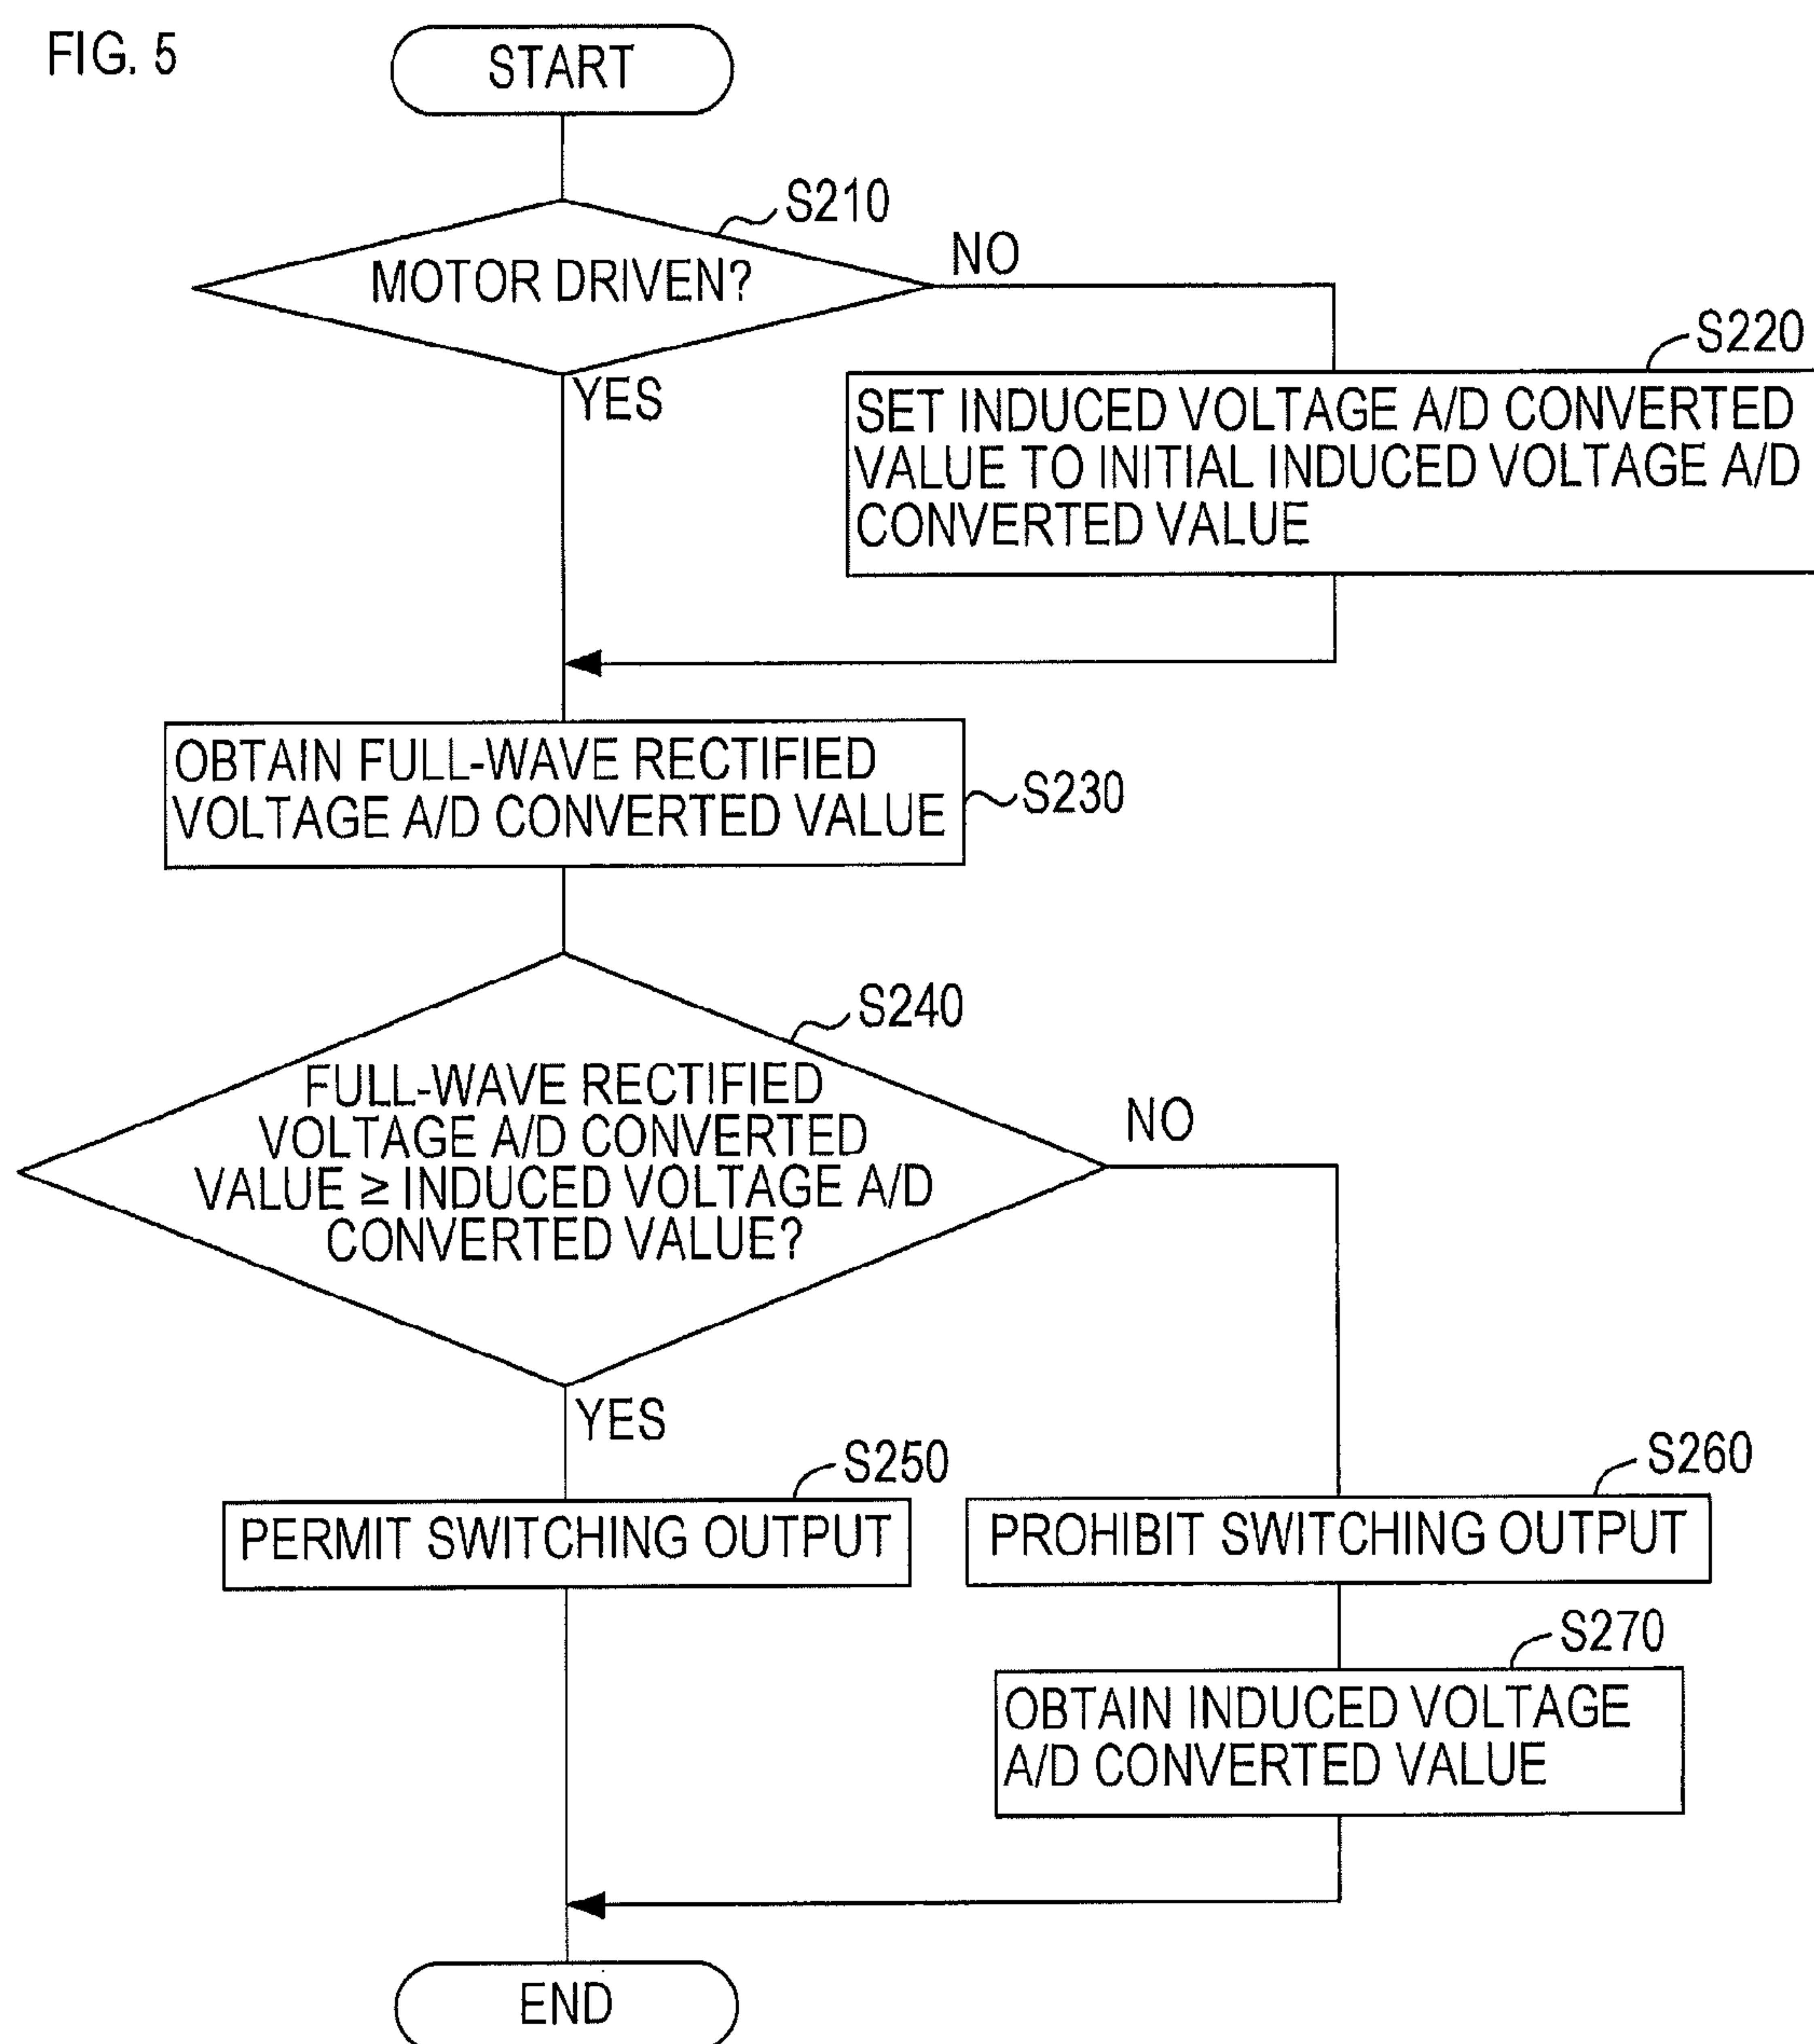 FIG. 5
START
S210
MOTOR DRIVEN?
NO
YES
S220
SET INDUCED VOLTAGE A/D CONVERTED
VALUE TO INITIAL INDUCED VOLTAGE A/D
CONVERTED VALUE
OBTAIN FULL-WAVE RECTIFIED
VOLTAGE A/D CONVERTED VALUE
S230
S240
FULL-WAVE RECTIFIED
VOLTAGE A/D CONVERTED
VALUE ≥ INDUCED VOLTAGE A/D
CONVERTED VALUE?
NO
YES
S250
PERMIT SWITCHING OUTPUT
S260
PROHIBIT SWITCHING OUTPUT
S270
OBTAIN INDUCED VOLTAGE
A/D CONVERTED VALUE
END